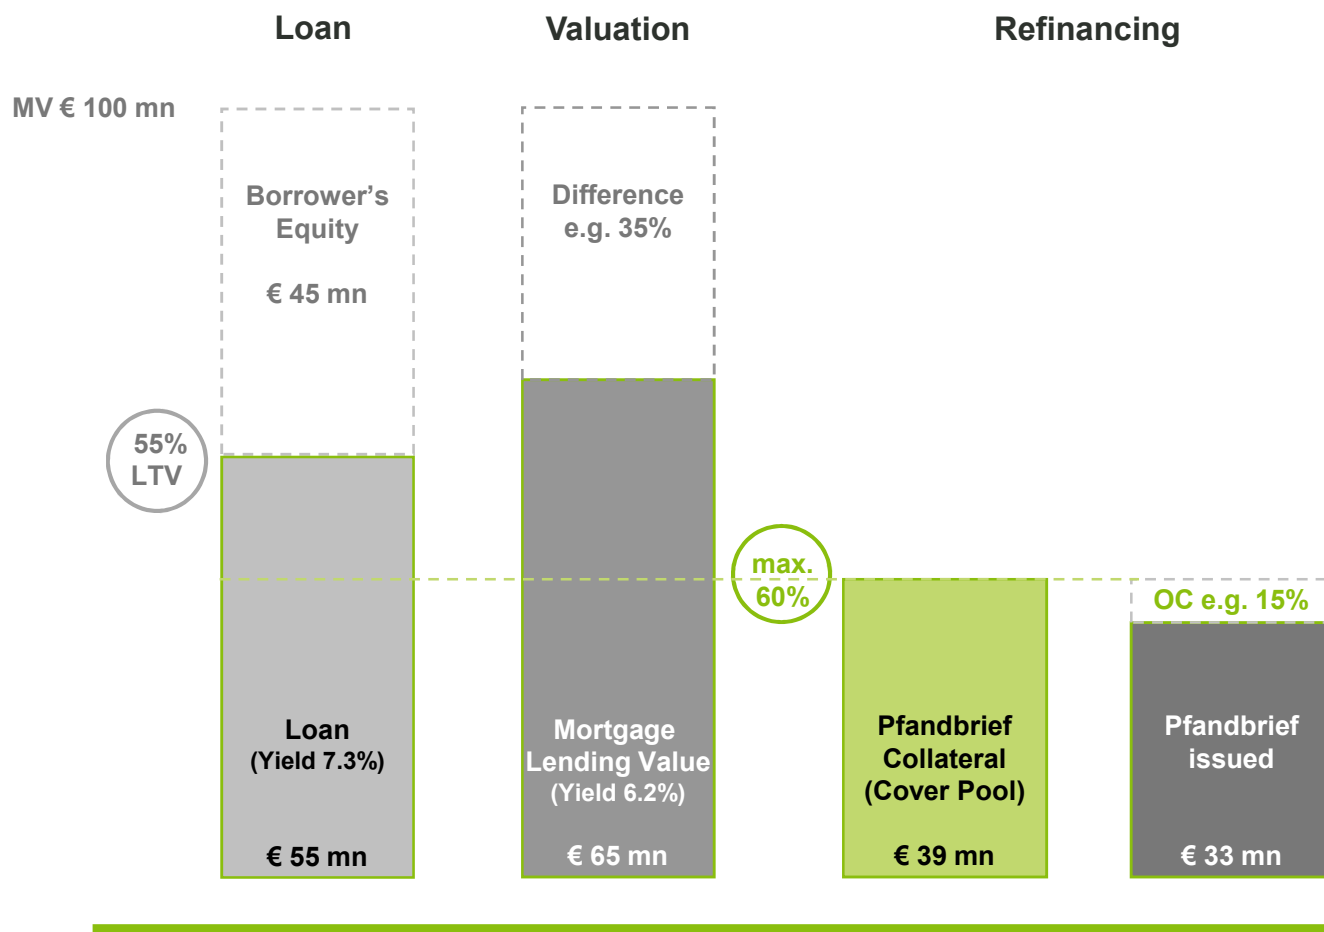 Loan
Valuation
Refinancing
MV € 100 mn
Borrower's
Equity
€ 45 mn
Difference
e.g. 35%
55%
LTV
max.
60%
OC e.g. 15%
Loan
(Yield 7.3%)
€ 55 mn
Mortgage
Lending Value
(Yield 6.2%)
€ 65 mn
Pfandbrief
Collateral
(Cover Pool)
€ 39 mn
Pfandbrief
issued
€ 33 mn